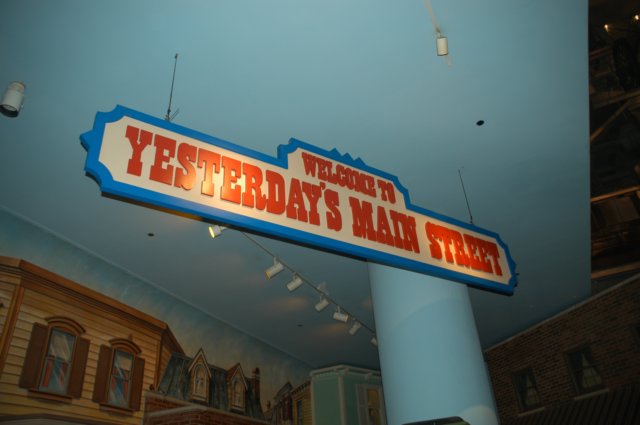 WELCOME TO
YESTERDAY'S MAIN STREET